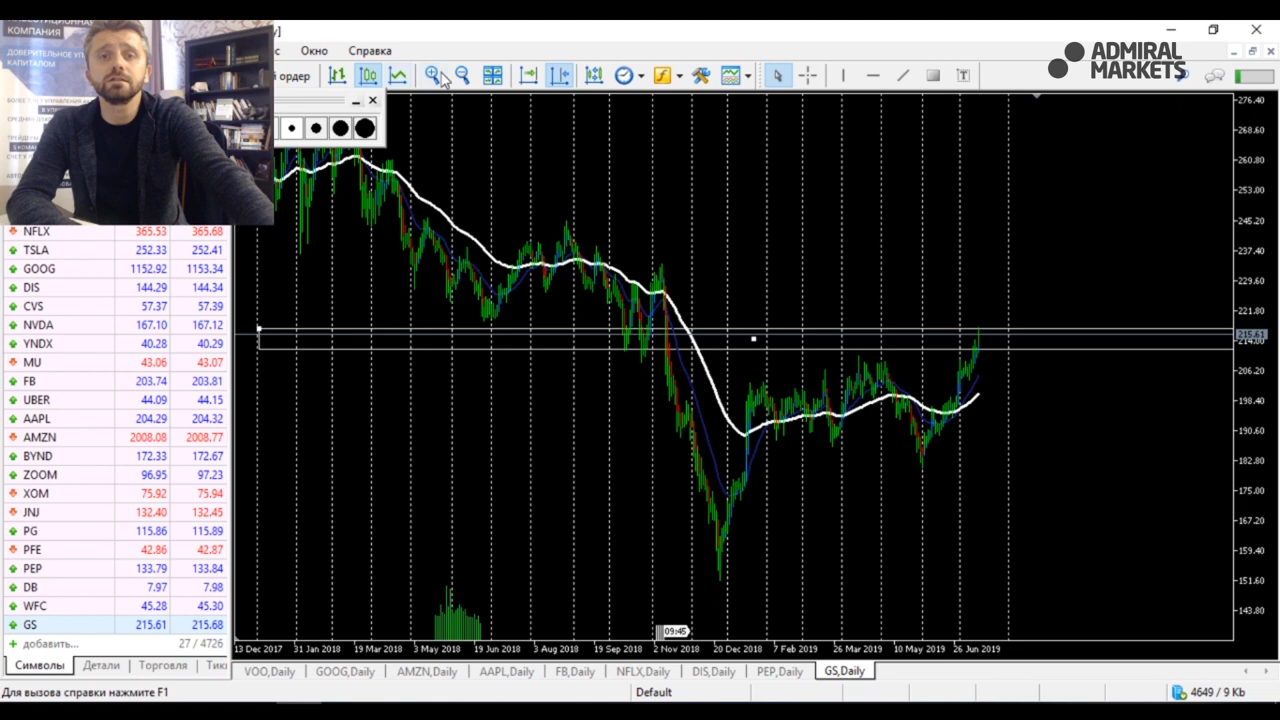 КОМПАНИЯ
ДОВЕРИТЕЛЬНОЕ
КАПИТАЛОМ
у]
с Окно Справка
ордер
ADMIRAL
MARKETS
276.40
268.60
260.80
253.00
245.20
237.40
229.60
221.80
215.61
214.00
206.20
198.40
190.60
182.80
175.00
167.20
159.40
151.60
143.80
NFLX 365.53 365.68
TSLA 252.33 252.41
GOOG 1152.92 1153.34
DIS 144.29 144.34
CVS 57.37 57.39
NVDA 167.10 167.12
YNDX 40.28 40.29
MU 43.06 43.07
FB 203.74 203.81
UBER 44.09 44.15
AAPL 204.29 204.32
AMZN 2008.08 2008.77
BYND 172.33 172.67
ZOOM 96.95 97.23
XOM 75.92 75.94
JNJ 132.40 132.45
PG 115.86 115.89
PFE 42.86 42.87
PEP 133.79 133.84
DB 7.97 7.98
WFC 45.28 45.30
GS 215.61 215.68
+ добавить... 27 / 4726
09:45
13 Dec 2017 31 Jan 2018 19 Mar 2018 3 May 2018 19 Jun 2018 3 Aug 2018 19 Sep 2018 2 Nov 2018 20 Dec 2018 7 Feb 2019 26 Mar 2019 10 May 2019 26 Jun 2019
Символы Детали Торговля Тики
VOO,Daily GOOG,Daily AMZN,Daily AAPL,Daily FB,Daily NFLX,Daily DIS,Daily PEP,Daily GS,Daily
Для вызова справки нажмите F1 Default 4649 / 9 Kb